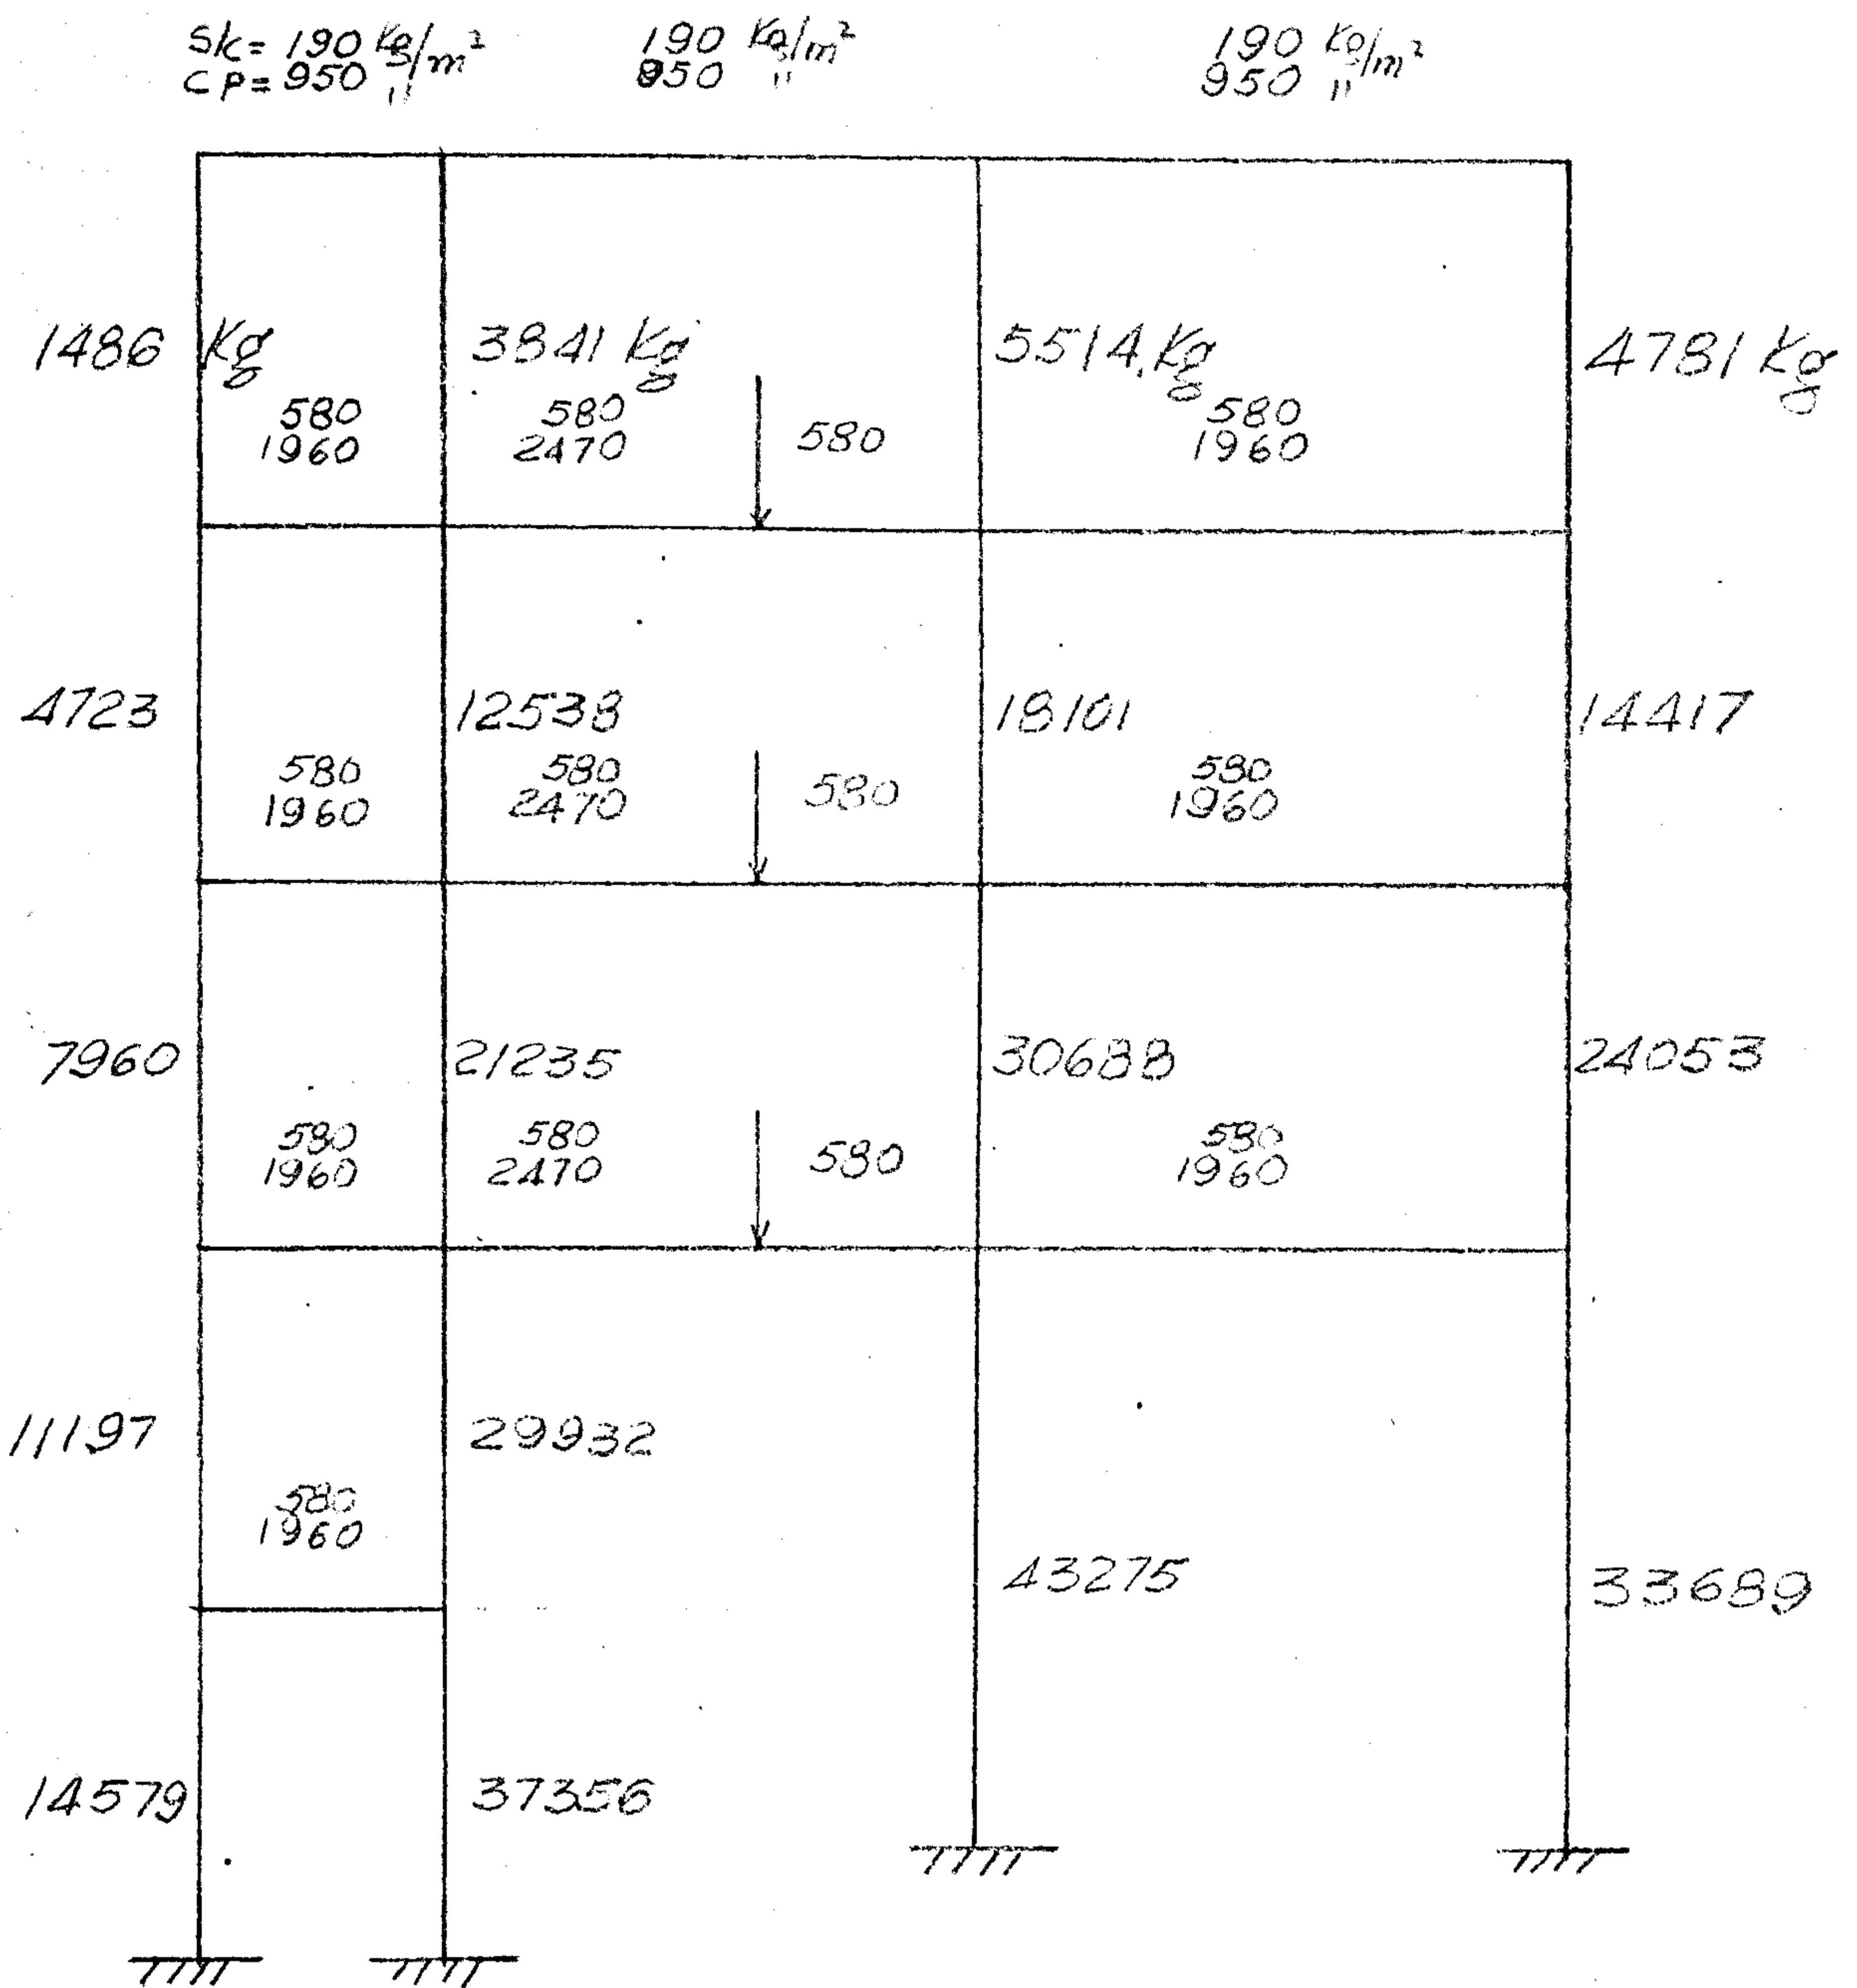 Sk= 190 Kg/m² 190 Kg/m² 190 Kg/m²
CP= 950 " 950 " 950 "
1486 Kg 3841 Kg 5514 Kg 4781 Kg
580 580 580 580
1960 2470 1960
4723 12538 18101 14417
580 580 580 580
1960 2470 1960
7960 21235 30688 24053
580 580 580 580
1960 2470 1960
11197 29932
580
1960
43275 33689
14579 37356